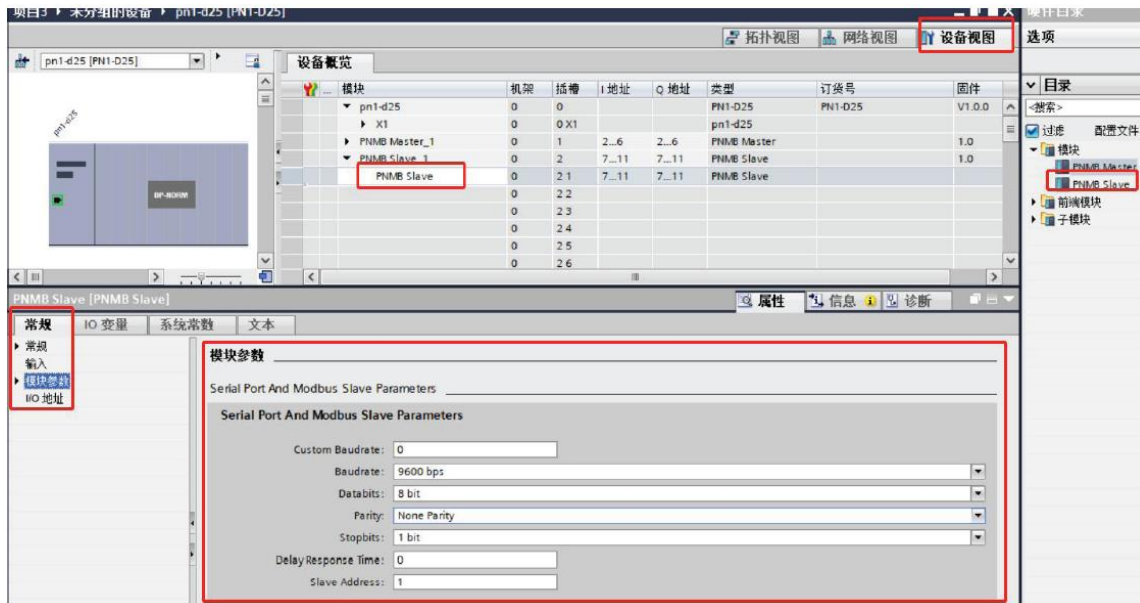 项目3 ▸ 未分组的设备 ▸ pn1-d25 [PN1-D25]
硬件目录
拓扑视图 网络视图 设备视图
选项
pn1-d25 [PN1-D25]
设备概览
pn1-d25
DP-NORM
... 模块 机架 插槽 I 地址 Q 地址 类型 订货号 固件
pn1-d25 0 0 PN1-D25 PN1-D25 V1.0.0
X1 0 0 X1 pn1-d25
PNMB Master_1 0 1 2...6 2...6 PNMB Master 1.0
PNMB Slave_1 0 2 7...11 7...11 PNMB Slave 1.0
PNMB Slave 0 2 1 7...11 7...11 PNMB Slave
0 2 2
0 2 3
0 2 4
0 2 5
0 2 6
目录
<搜索>
过滤 配置文件
模块
PNMB Master
PNMB Slave
前端模块
子模块
PNMB Slave [PNMB Slave]
属性 信息 诊断
常规 IO 变量 系统常数 文本
常规
输入
模块参数
I/O 地址
模块参数
Serial Port And Modbus Slave Parameters
Serial Port And Modbus Slave Parameters
Custom Baudrate: 0
Baudrate: 9600 bps
Databits: 8 bit
Parity: None Parity
Stopbits: 1 bit
Delay Response Time: 0
Slave Address: 1